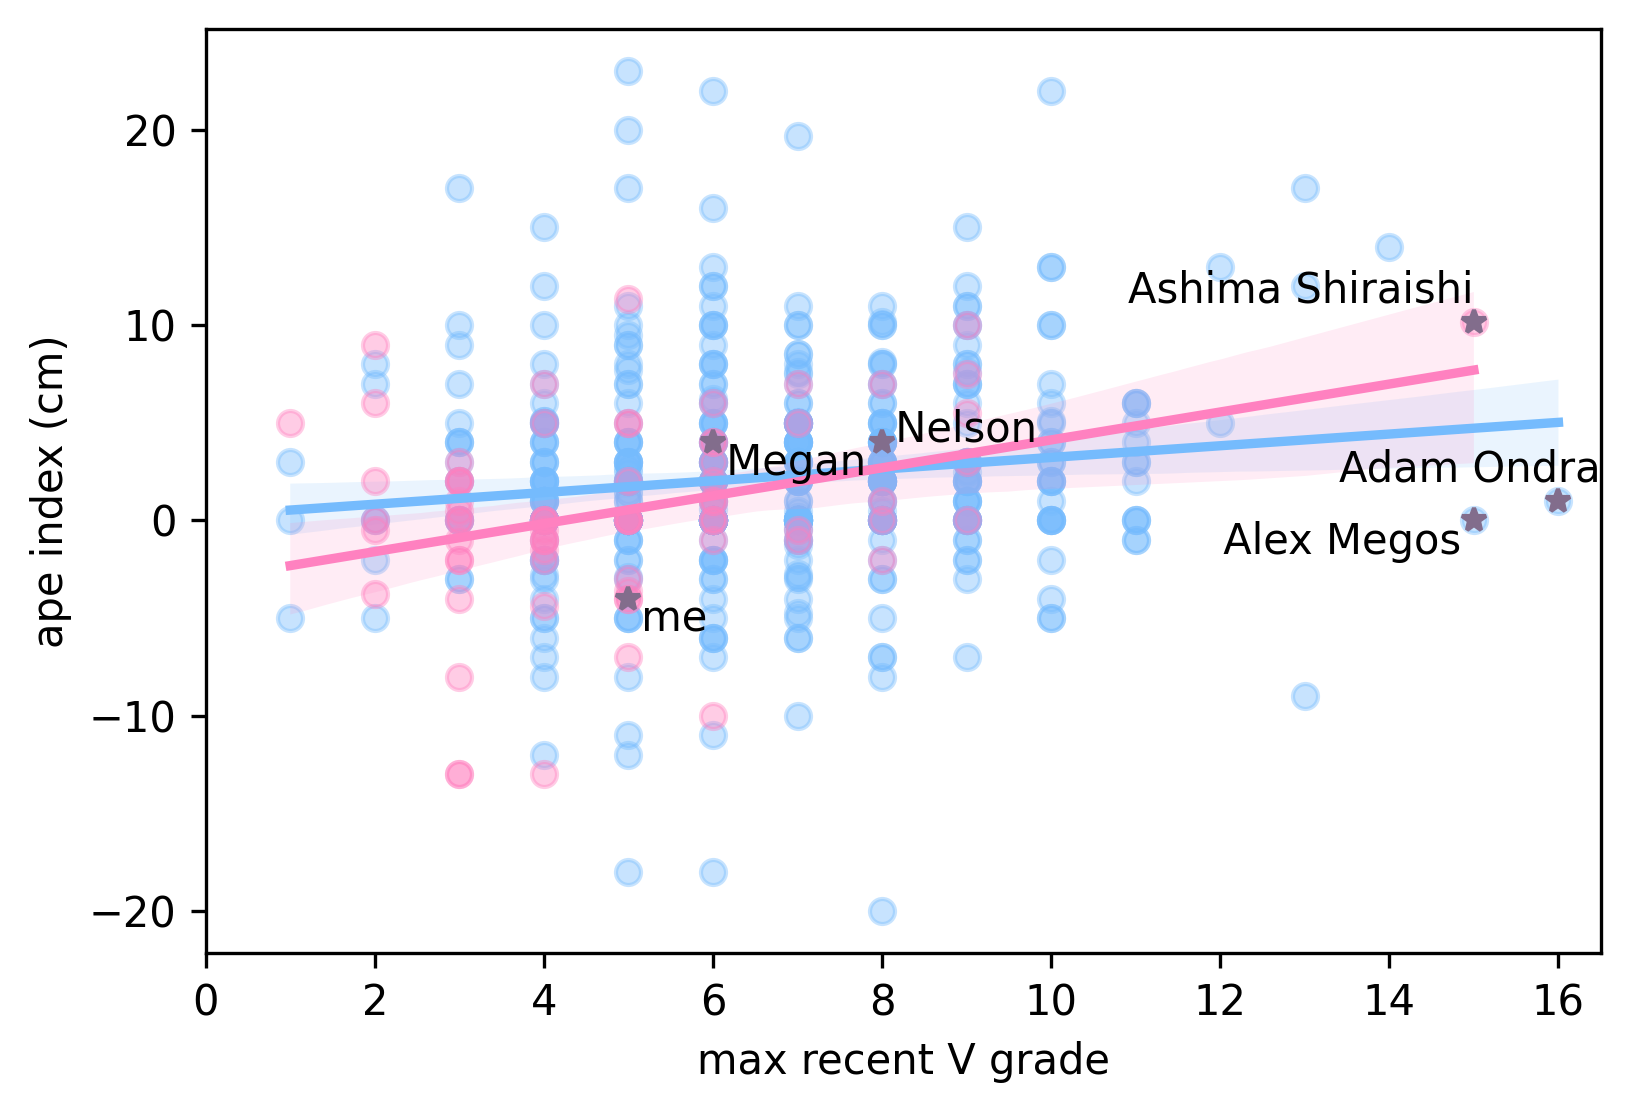 ape index (cm)
20
10
0
−10
−20
Ashima Shiraishi
Nelson
Megan
Adam Ondra
Alex Megos
me
0 2 4 6 8 10 12 14 16
max recent V grade